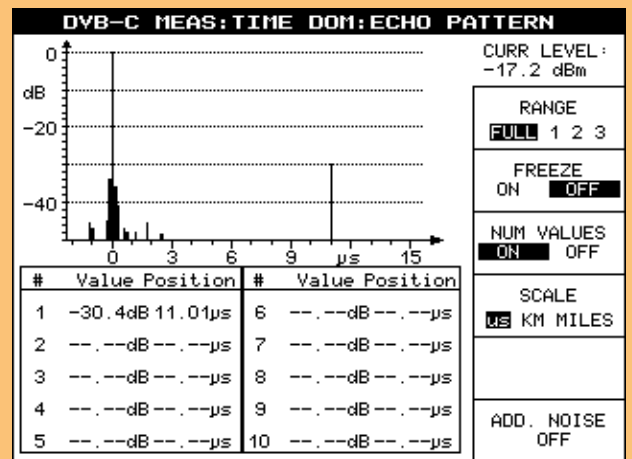 DVB-C MEAS:TIME DOM:ECHO PATTERN
0
dB
-20
-40
0 3 6 9 µs 15
# Value Position # Value Position
1 -30.4dB 11.01µs 6 --.--dB--.--µs
2 --.--dB--.--µs 7 --.--dB--.--µs
3 --.--dB--.--µs 8 --.--dB--.--µs
4 --.--dB--.--µs 9 --.--dB--.--µs
5 --.--dB--.--µs 10 --.--dB--.--µs
CURR LEVEL:
-17.2 dBm
RANGE
FULL 1 2 3
FREEZE
ON OFF
NUM VALUES
ON OFF
SCALE
us KM MILES
ADD. NOISE
OFF